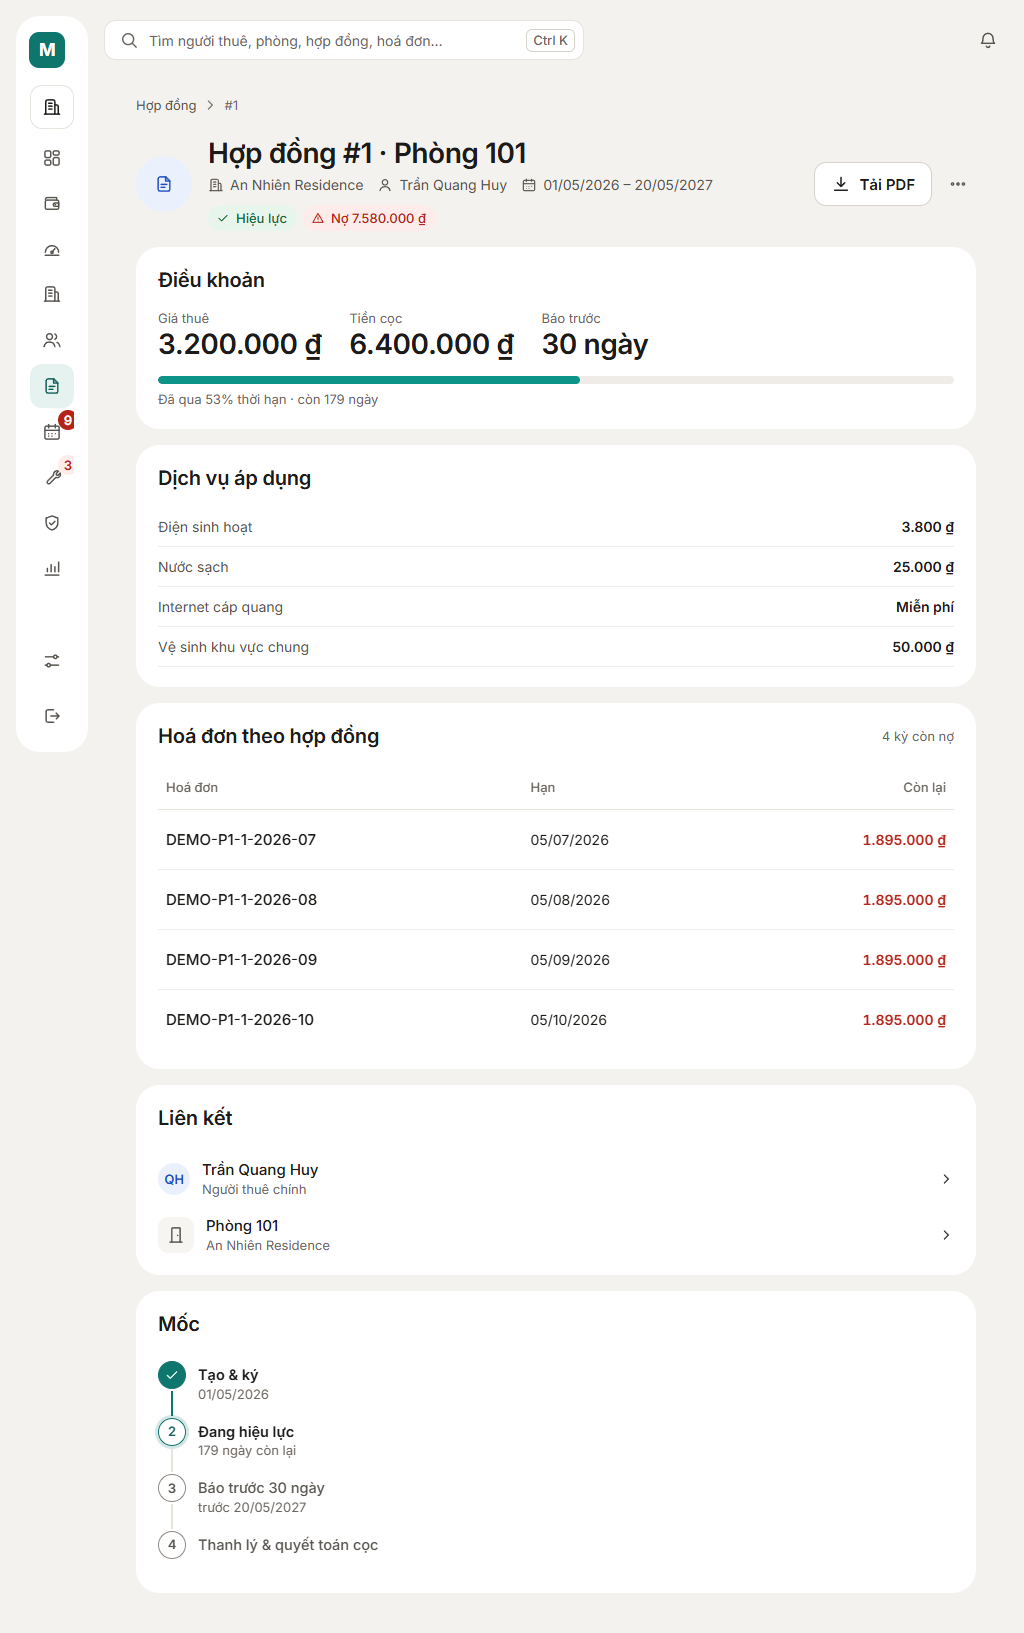 M
Tìm người thuê, phòng, hợp đồng, hoá đơn...
Ctrl K
9
3
Hợp đồng > #1
Hợp đồng #1 · Phòng 101
An Nhiên Residence Trần Quang Huy 01/05/2026 – 20/05/2027
Hiệu lực Nợ 7.580.000 ₫
Tải PDF
Điều khoản
Giá thuê Tiền cọc Báo trước
3.200.000 ₫ 6.400.000 ₫ 30 ngày
Đã qua 53% thời hạn · còn 179 ngày
Dịch vụ áp dụng
Điện sinh hoạt 3.800 ₫
Nước sạch 25.000 ₫
Internet cáp quang Miễn phí
Vệ sinh khu vực chung 50.000 ₫
Hoá đơn theo hợp đồng 4 kỳ còn nợ
Hoá đơn Hạn Còn lại
DEMO-P1-1-2026-07 05/07/2026 1.895.000 ₫
DEMO-P1-1-2026-08 05/08/2026 1.895.000 ₫
DEMO-P1-1-2026-09 05/09/2026 1.895.000 ₫
DEMO-P1-1-2026-10 05/10/2026 1.895.000 ₫
Liên kết
QH
Trần Quang Huy
Người thuê chính
Phòng 101
An Nhiên Residence
Mốc
Tạo & ký
01/05/2026
2 Đang hiệu lực
179 ngày còn lại
3 Báo trước 30 ngày
trước 20/05/2027
4 Thanh lý & quyết toán cọc